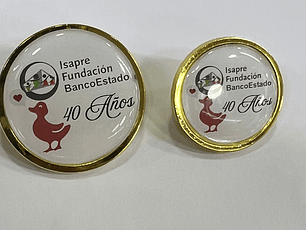 Isapre
Fundación
BancoEstado
40 Años
Isapre
Fundación
BancoEstado
40 Años